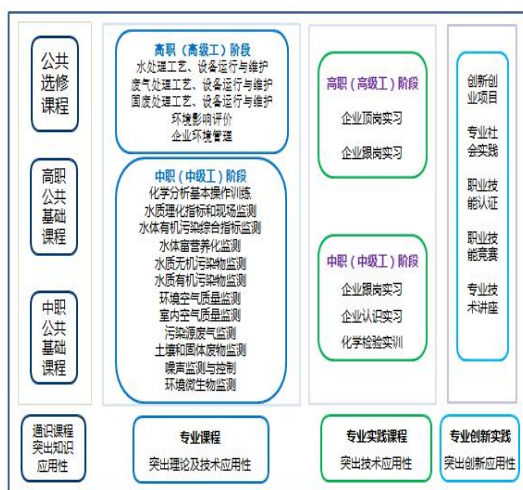 公共
选修
课程
高职
公共
基础
课程
中职
公共
基础
课程
通识课程
突出知识
应用性
高职（高级工）阶段
水处理工艺、设备运行与维护
废气处理工艺、设备运行与维护
固废处理工艺、设备运行与维护
环境影响评价
企业环境管理
中职（中级工）阶段
化学分析基本操作训练
水质理化指标和现场监测
水体有机污染综合指标监测
水体富营养化监测
水质无机污染物监测
水质有机污染物监测
环境空气质量监测
室内空气质量监测
污染源废气监测
土壤和固体废物监测
噪声监测与控制
环境微生物监测
专业课程
突出理论及技术应用性
高职（高级工）阶段
企业顶岗实习
企业跟岗实习
中职（中级工）阶段
企业跟岗实习
企业认识实习
化学检验实训
专业实践课程
突出技术应用性
创新创
业项目
专业社
会实践
职业技
能认证
职业技
能竞赛
专业技
术讲座
专业创新实践
突出创新应用性